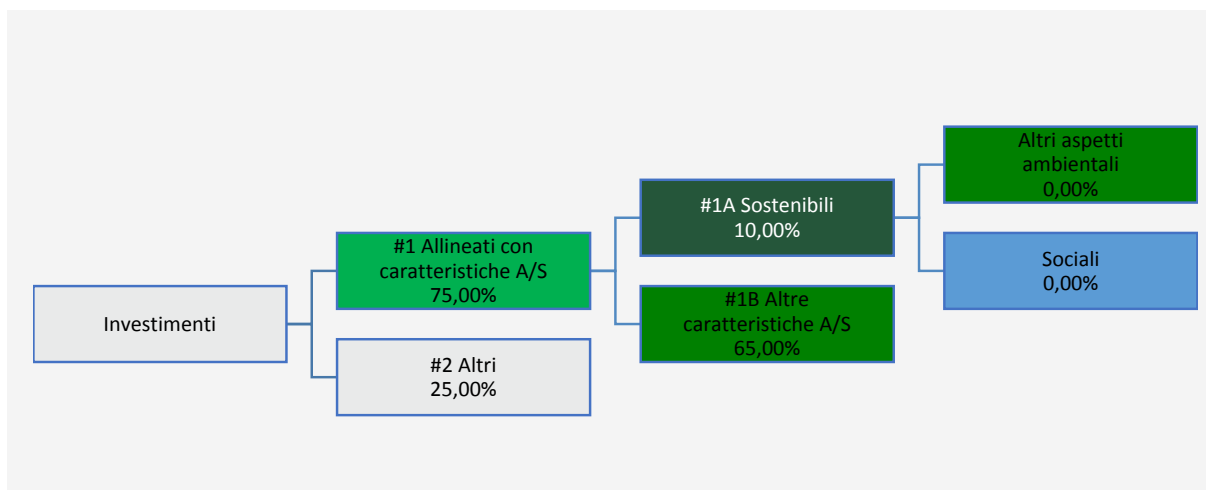 Investimenti
#1 Allineati con
caratteristiche A/S
75,00%
#2 Altri
25,00%
#1A Sostenibili
10,00%
#1B Altre
caratteristiche A/S
65,00%
Altri aspetti
ambientali
0,00%
Sociali
0,00%